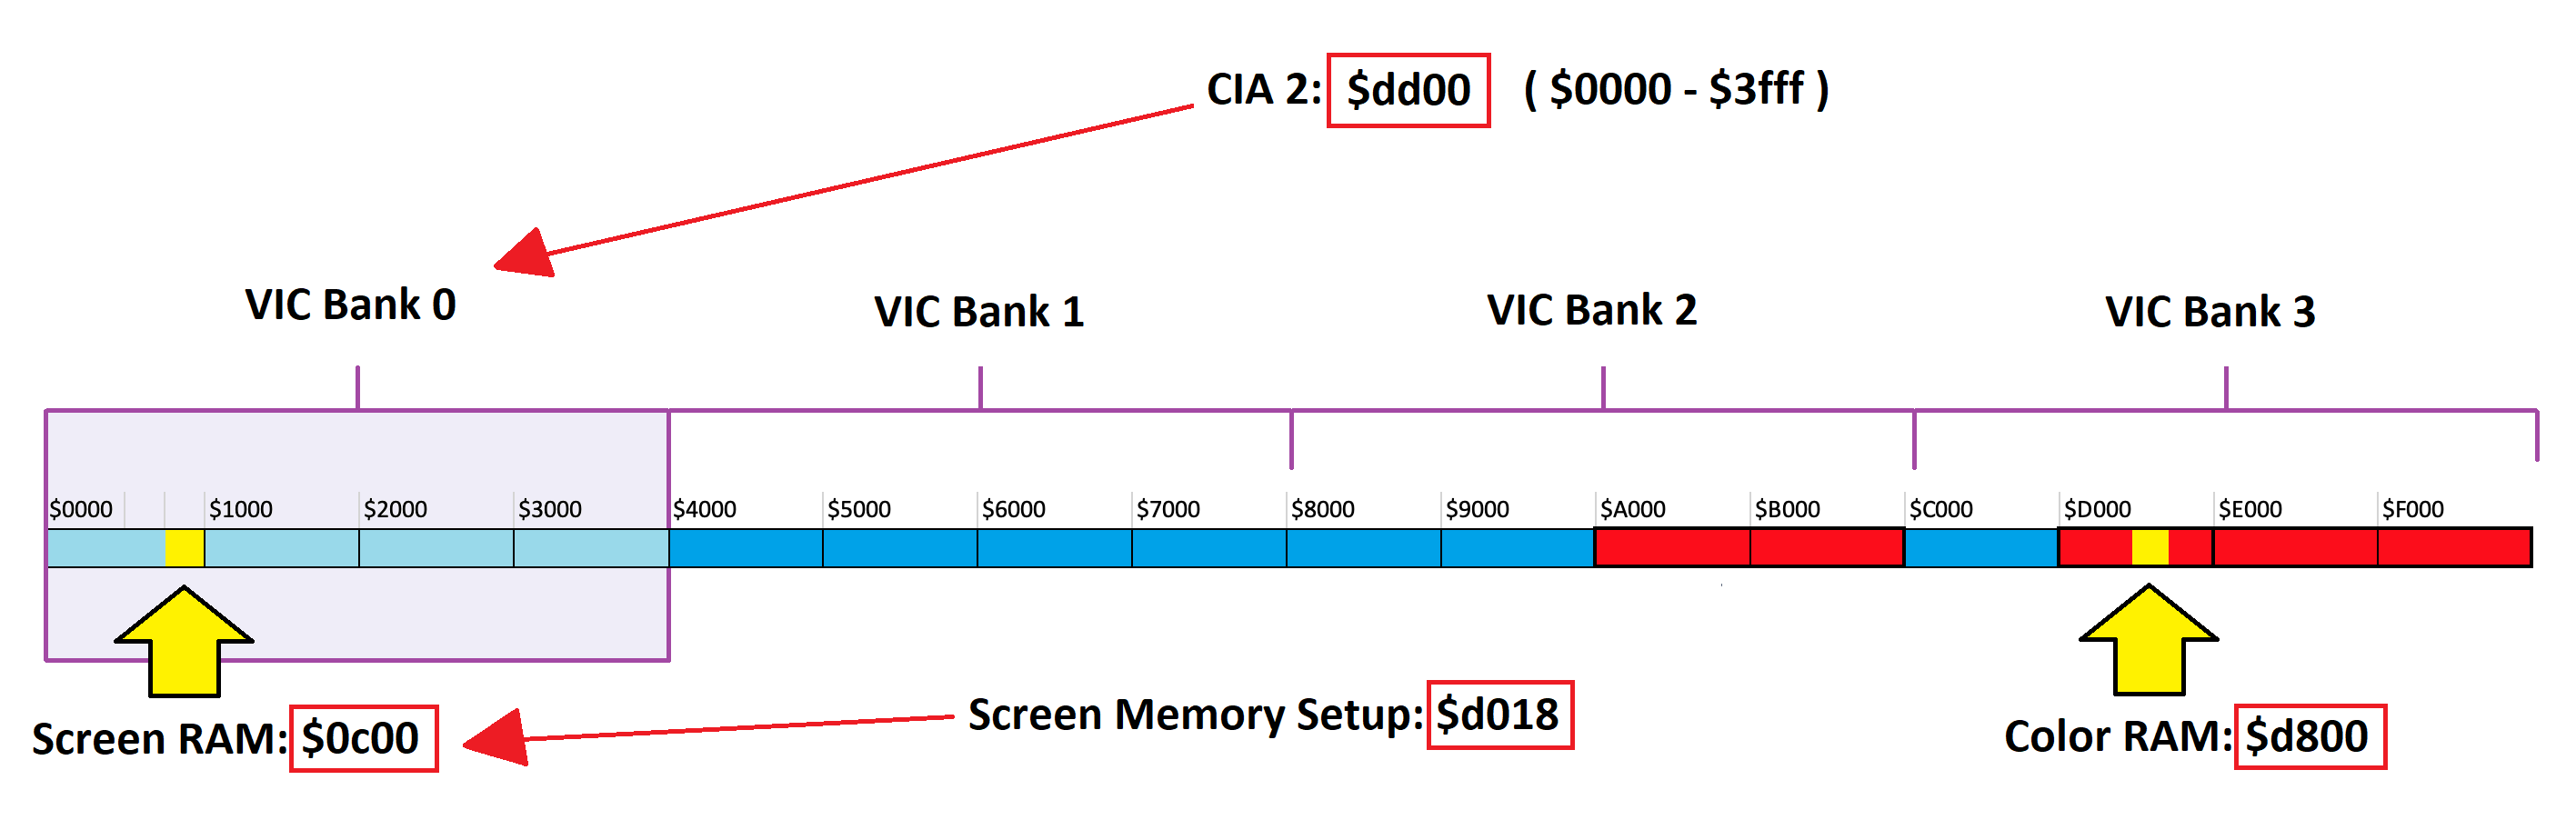 CIA 2: $dd00 ( $0000 - $3fff )
VIC Bank 0
VIC Bank 1
VIC Bank 2
VIC Bank 3
$0000 $1000 $2000 $3000 $4000 $5000 $6000 $7000 $8000 $9000 $A000 $B000 $C000 $D000 $E000 $F000
Screen RAM: $0c00
Screen Memory Setup: $d018
Color RAM: $d800